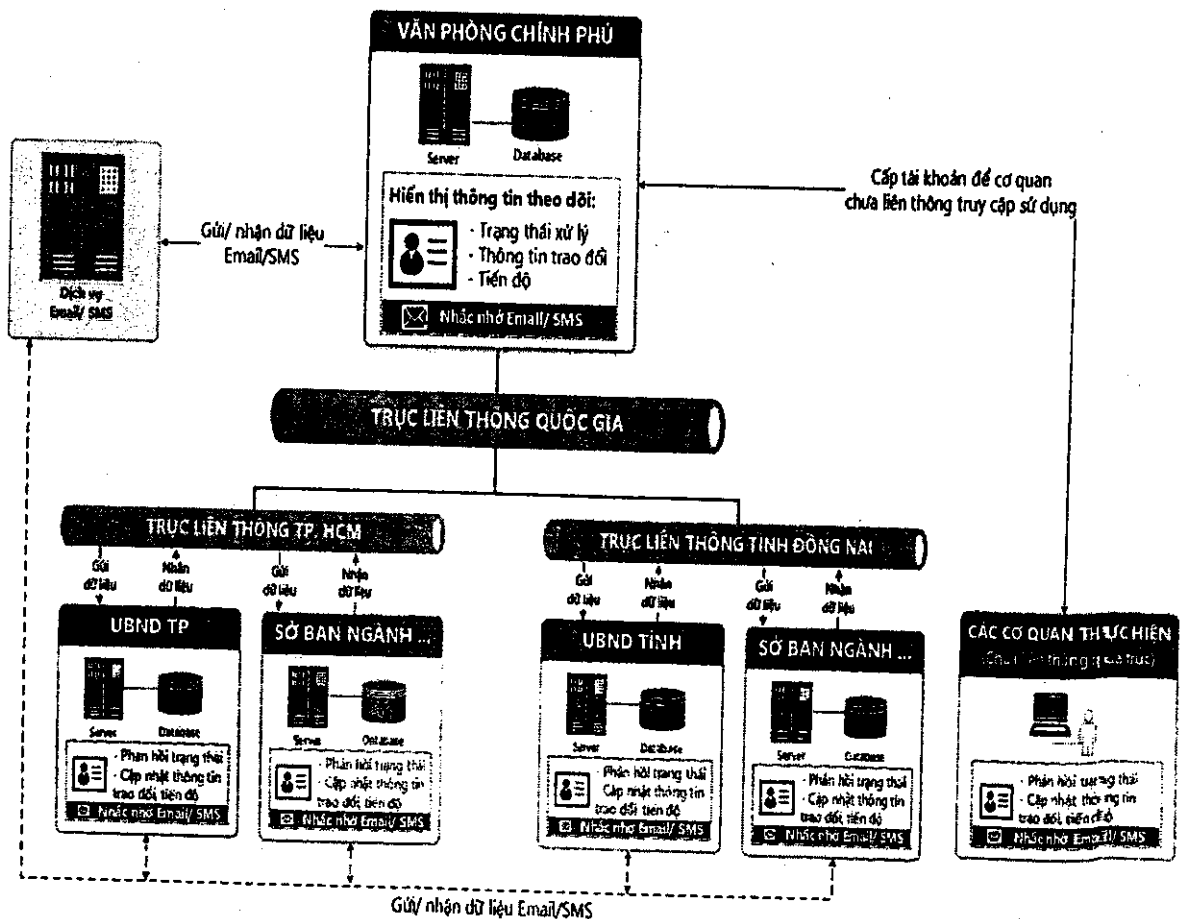 VĂN PHÒNG CHÍNH PHỦ
Server
Database
Hiển thị thông tin theo dõi:
- Trạng thái xử lý
- Thông tin trao đổi
- Tiến độ
Nhắc nhở Email/ SMS
Dịch vụ
Email/ SMS
Gửi/ nhận dữ liệu
Email/SMS
Cấp tài khoản để cơ quan
chưa liên thông truy cập sử dụng
TRỤC LIÊN THÔNG QUỐC GIA
TRỤC LIÊN THÔNG TP. HCM
Gửi
dữ liệu
Nhận
dữ liệu
Gửi
dữ liệu
Nhận
dữ liệu
UBND TP
Server
Database
- Phản hồi trạng thái
- Cập nhật thông tin
trao đổi, tiến độ
Nhắc nhở Email/ SMS
SỞ BAN NGÀNH ...
Server
Database
- Phản hồi trạng thái
- Cập nhật thông tin
trao đổi, tiến độ
Nhắc nhở Email/ SMS
TRỤC LIÊN THÔNG TỈNH ĐỒNG NAI
Gửi
dữ liệu
Nhận
dữ liệu
Gửi
dữ liệu
Nhận
dữ liệu
UBND TỈNH
Server
Database
- Phản hồi trạng thái
- Cập nhật thông tin
trao đổi, tiến độ
Nhắc nhở Email/ SMS
SỞ BAN NGÀNH ...
Server
Database
- Phản hồi trạng thái
- Cập nhật thông tin
trao đổi, tiến độ
Nhắc nhở Email/ SMS
CÁC CƠ QUAN THỰC HIỆN
(Chưa liên thông qua trục)
- Phản hồi trạng thái
- Cập nhật thông tin
trao đổi, tiến độ
Nhắc nhở Email/ SMS
Gửi/ nhận dữ liệu Email/SMS